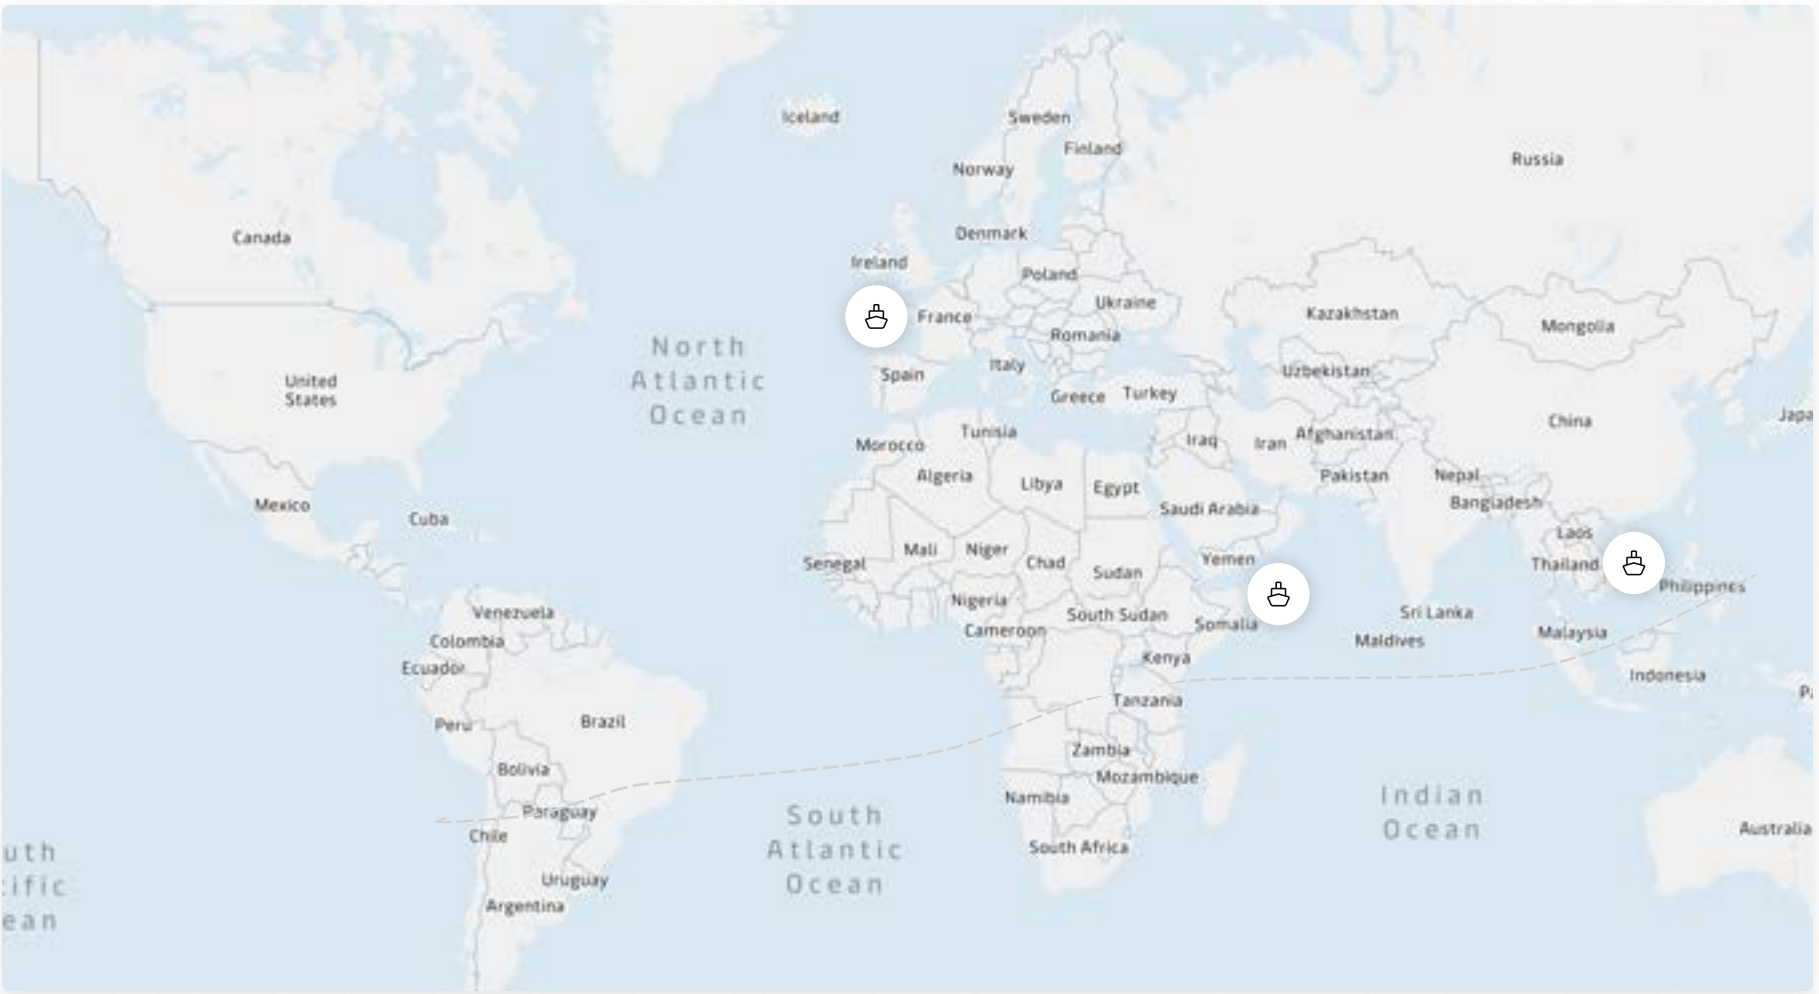 Iceland
Sweden
Finland
Russia
Norway
Canada
Denmark
Ireland
Poland
Ukraine
France
Kazakhstan
Mongolia
Romania
North
Atlantic
Ocean
Italy
Spain
Uzbekistan
United
States
Greece
Turkey
China
Japa
Tunisia
Morocco
Iraq
Iran
Afghanistan
Algeria
Libya
Egypt
Pakistan
Nepal
Bangladesh
Mexico
Cuba
Saudi Arabia
Laos
Mali
Niger
Chad
Sudan
Yemen
Senegal
Thailand
Philippines
Nigeria
Venezuela
South Sudan
Somalia
Sri Lanka
Cameroon
Malaysia
Colombia
Maldives
Kenya
Ecuador
Indonesia
Tanzania
Pa
Peru
Brazil
Zambia
Bolivia
Mozambique
Namibia
Indian
Ocean
Paraguay
South
Atlantic
Ocean
Chile
Australia
South Africa
uth
cific
ean
Uruguay
Argentina